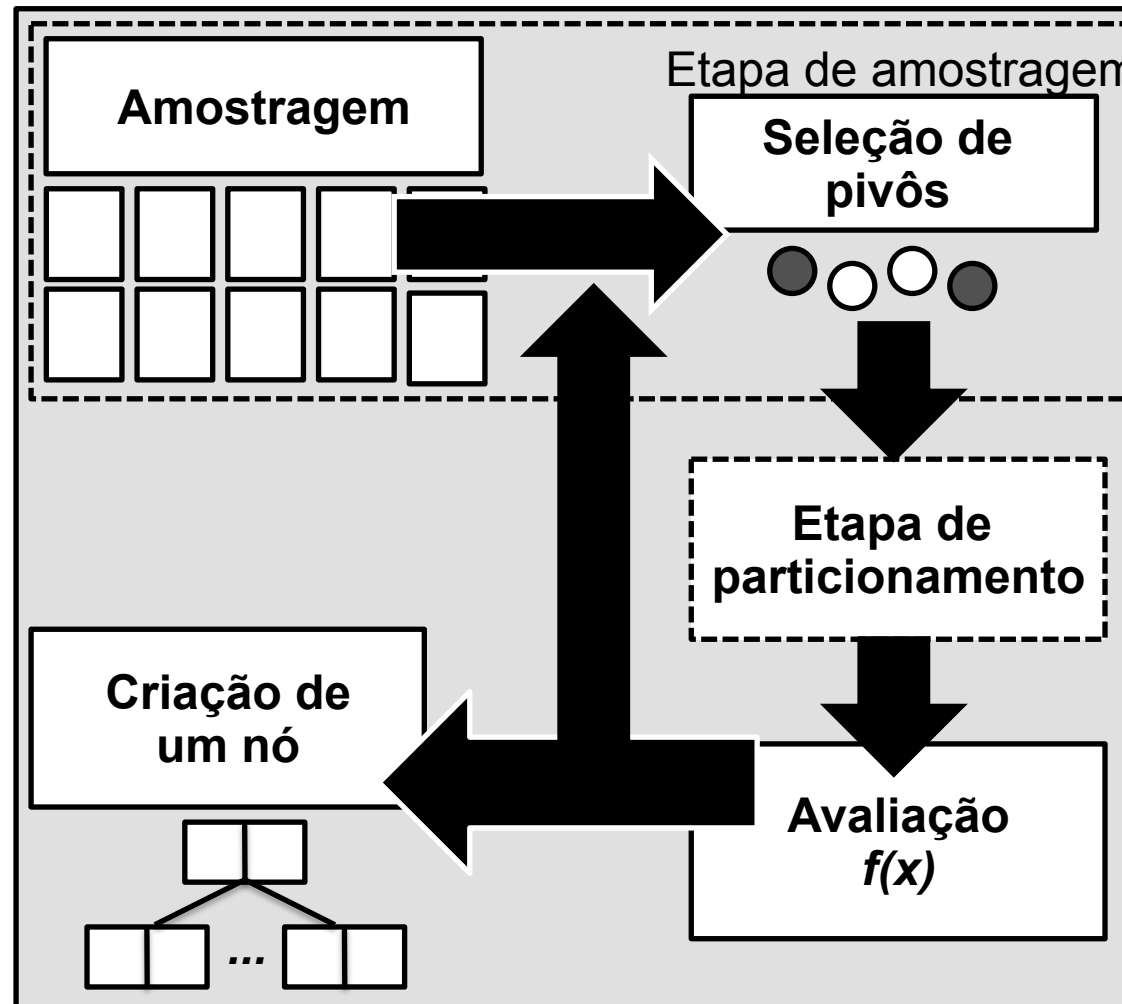 Etapa de amostragem
Amostragem
Seleção de
pivôs
Etapa de
particionamento
Criação de
um nó
...
Avaliação
f(x)